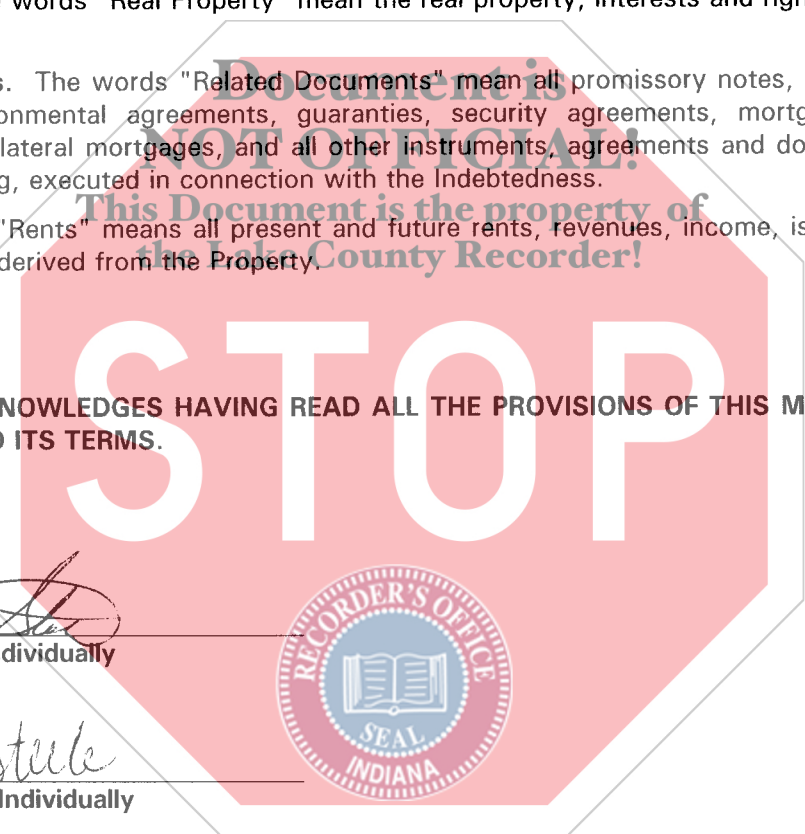 words "Real Property" mean the real property, interests and
s. The words "Related Documents" mean all promissory notes,
Document is
onmental agreements, guaranties, security agreements,
NOT OFFICIAL!
lateral mortgages, and all other instruments, agreements and
g, executed in connection with the Indebtedness.
This Document is the property of
"Rents" means all present and future rents, revenues, income,
the Lake County Recorder!
derived from the Property.
STOP
NOWLEDGES HAVING READ ALL THE PROVISIONS OF THIS M
ITS TERMS.
dividually
RECORDER'S OFFICE
SEAL
INDIANA
Individually